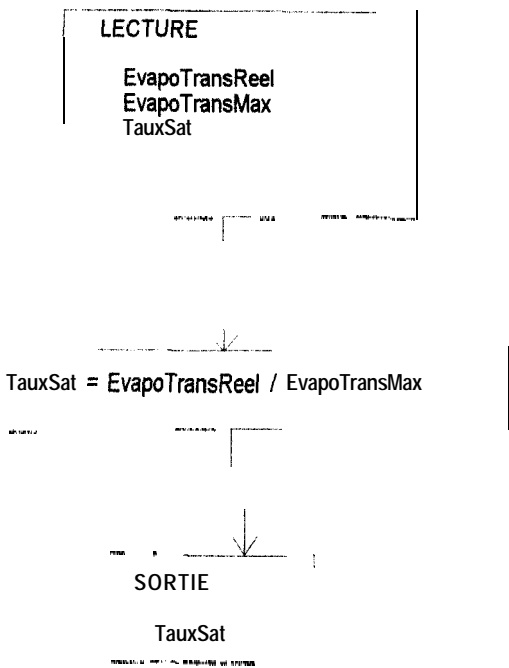 LECTURE
EvapoTransReel
EvapoTransMax
TauxSat
TauxSat = EvapoTransReel / EvapoTransMax
SORTIE
TauxSat